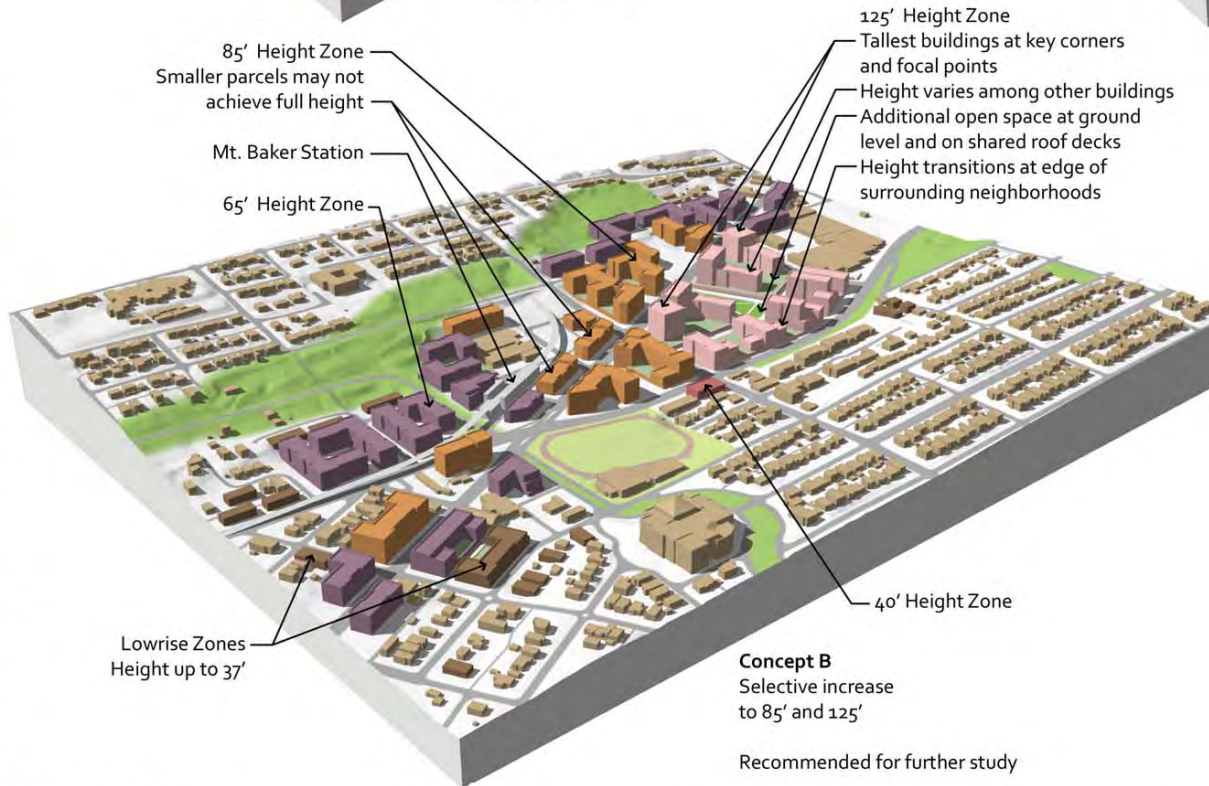 85' Height Zone
Smaller parcels may not
achieve full height
Mt. Baker Station
65' Height Zone
125' Height Zone
Tallest buildings at key corners
and focal points
Height varies among other buildings
Additional open space at ground
level and on shared roof decks
Height transitions at edge of
surrounding neighborhoods
Lowrise Zones
Height up to 37'
40' Height Zone
Concept B
Selective increase
to 85' and 125'
Recommended for further study